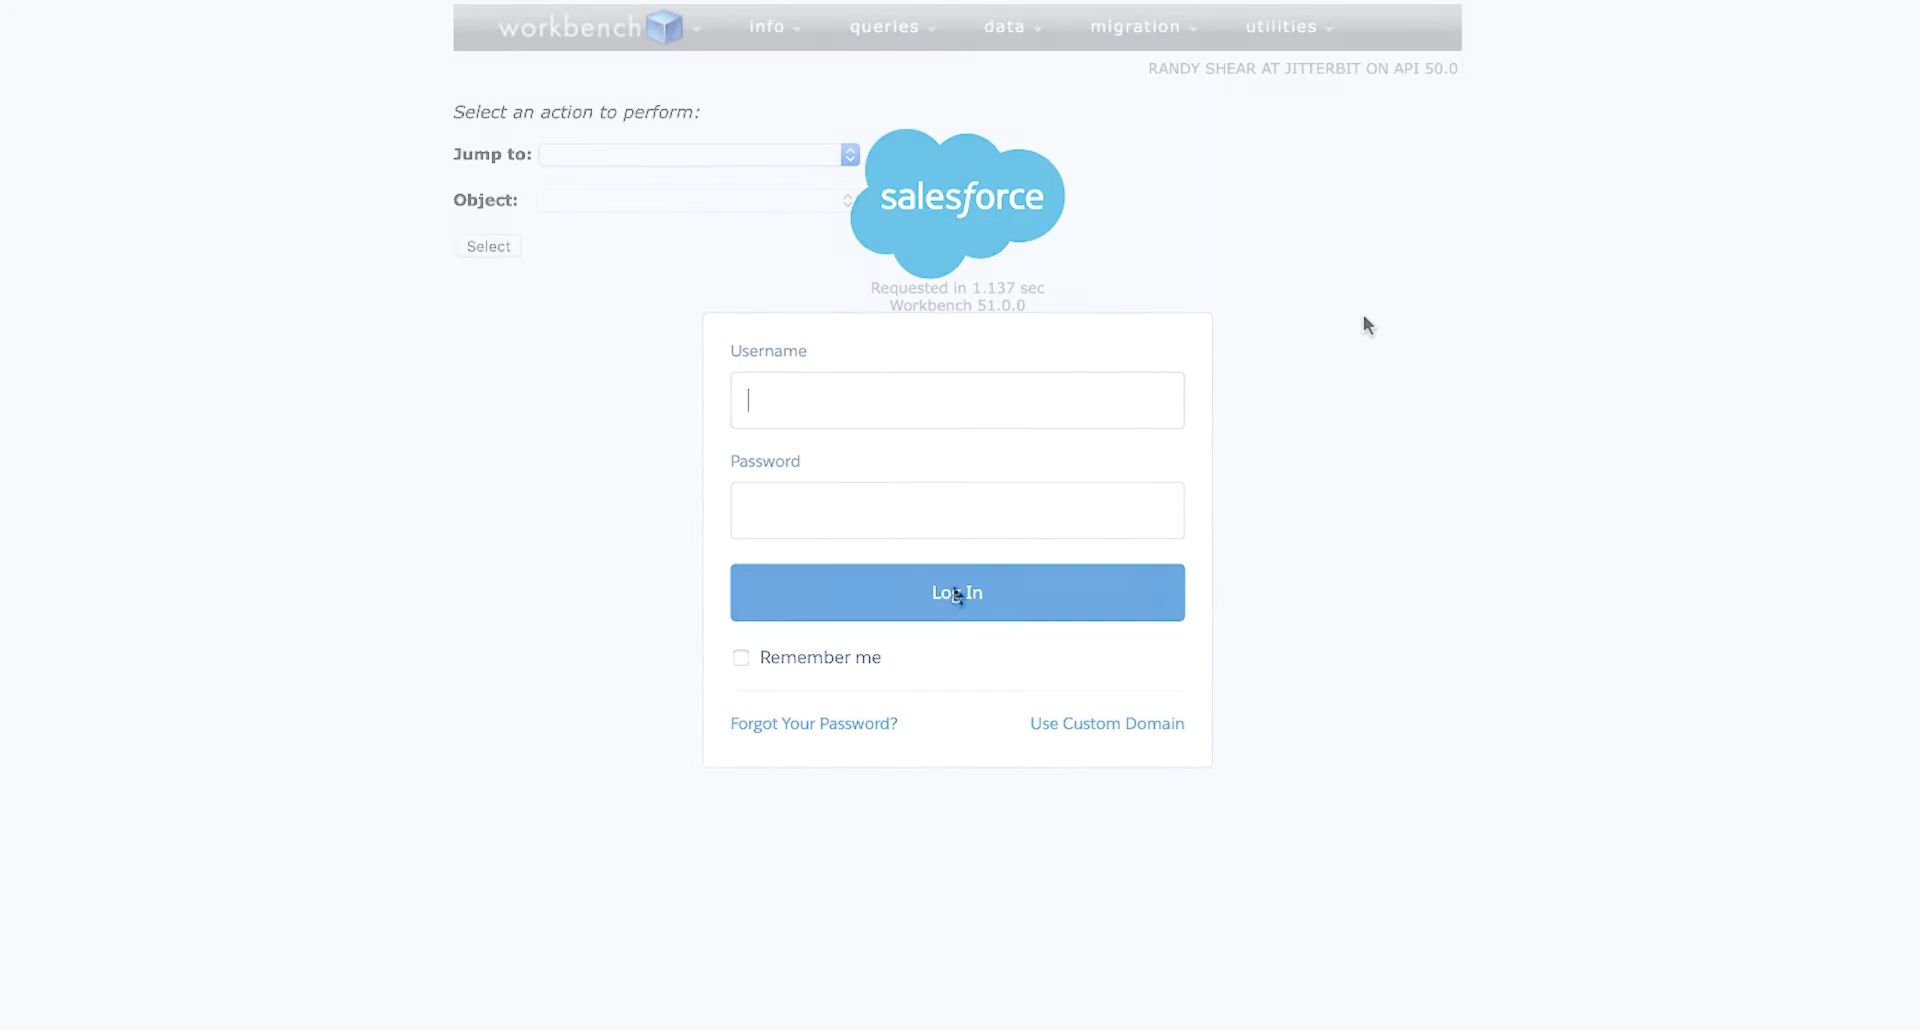 workbench info queries data migration utilities
RANDY SHEAR AT JITTERBIT ON API 50.0
Select an action to perform:
Jump to:
salesforce
Object:
Select
Requested in 1.137 sec
Workbench 51.0.0
Username
Password
Log In
Remember me
Forgot Your Password? Use Custom Domain